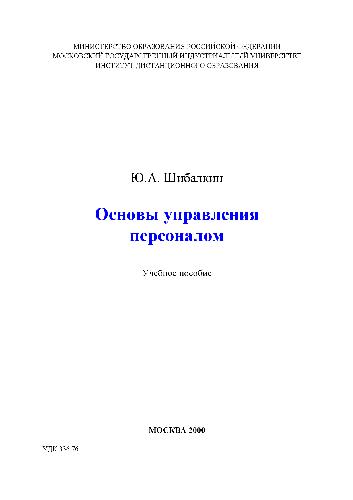 МИНИСТЕРСТВО ОБРАЗОВАНИЯ РОССИЙСКОЙ ФЕДЕРАЦИИ
МОСКОВСКИЙ ГОСУДАРСТВЕННЫЙ ИНДУСТРИАЛЬНЫЙ УНИВЕРСИТЕТ
ИНСТИТУТ ДИСТАНЦИОННОГО ОБРАЗОВАНИЯ
Ю.А. Шибалкин
Основы управления
персоналом
Учебное пособие
МОСКВА 2000
УДК